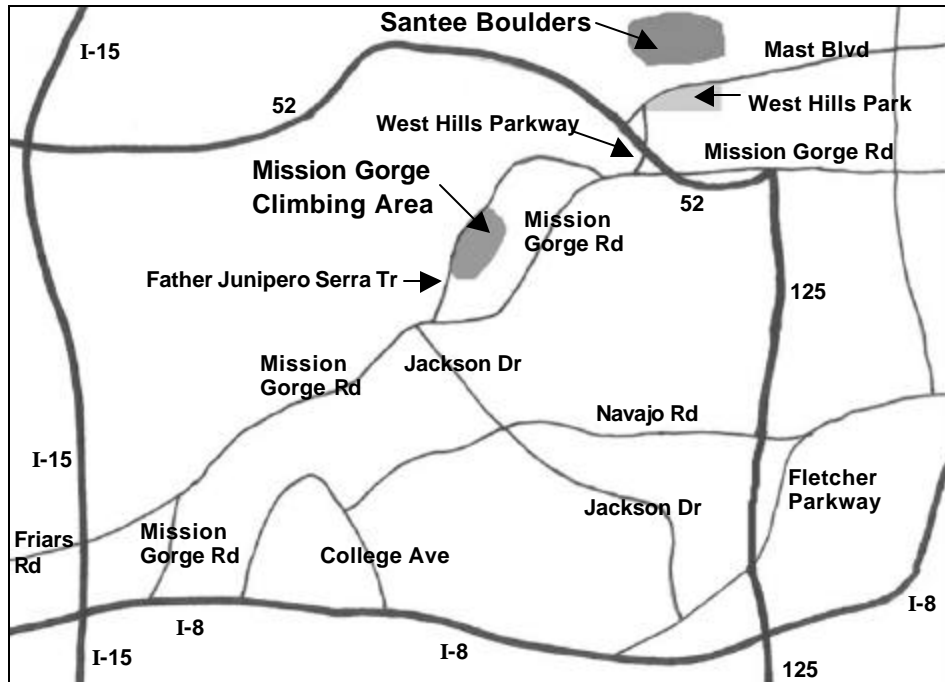 Santee Boulders
I-15
Mast Blvd
52
West Hills Park
West Hills Parkway
Mission Gorge Rd
Mission Gorge
Climbing Area
52
Mission
Gorge Rd
Father Junipero Serra Tr
125
Mission
Gorge Rd
Jackson Dr
Navajo Rd
I-15
Fletcher
Parkway
Jackson Dr
Friars
Rd
Mission
Gorge Rd
College Ave
I-8
I-8
I-8
I-15
125